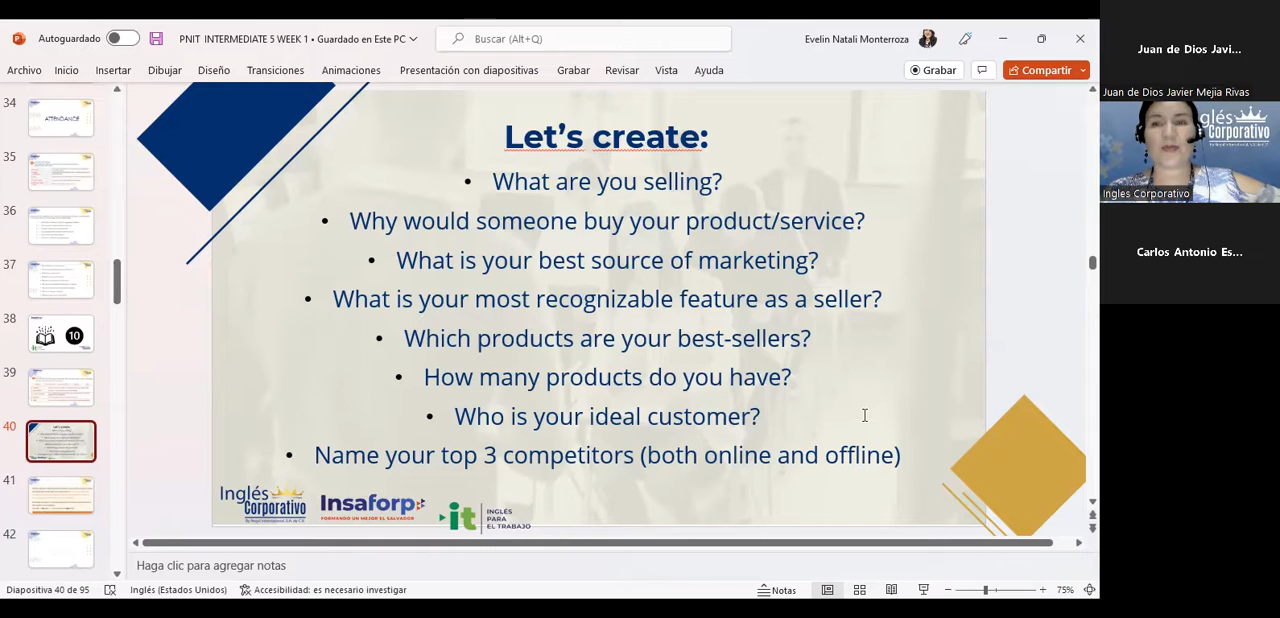 Autoguardado
PNIT INTERMEDIATE 5 WEEK 1 • Guardado en Este PC
Buscar (Alt+Q)
Evelin Natali Monterroza
Archivo Inicio Insertar Dibujar Diseño Transiciones Animaciones Presentación con diapositivas Grabar Revisar Vista Ayuda
Grabar
Compartir
34
ATTENDANCE
35
36
37
38
10
39
40
41
42
Let's create:
• What are you selling?
• Why would someone buy your product/service?
• What is your best source of marketing?
• What is your most recognizable feature as a seller?
• Which products are your best-sellers?
• How many products do you have?
• Who is your ideal customer?
• Name your top 3 competitors (both online and offline)
Inglés
Corporativo
Insaforp
FORMANDO UN MEJOR EL SALVADOR
it
INGLÉS
PARA
EL TRABAJO
Haga clic para agregar notas
Diapositiva 40 de 95
Inglés (Estados Unidos)
Accesibilidad: es necesario investigar
Notas
75%
Juan de Dios Javi...
Juan de Dios Javier Mejía Rivas
glés
Corporativo
Ingles Corporativo
Carlos Antonio Es...